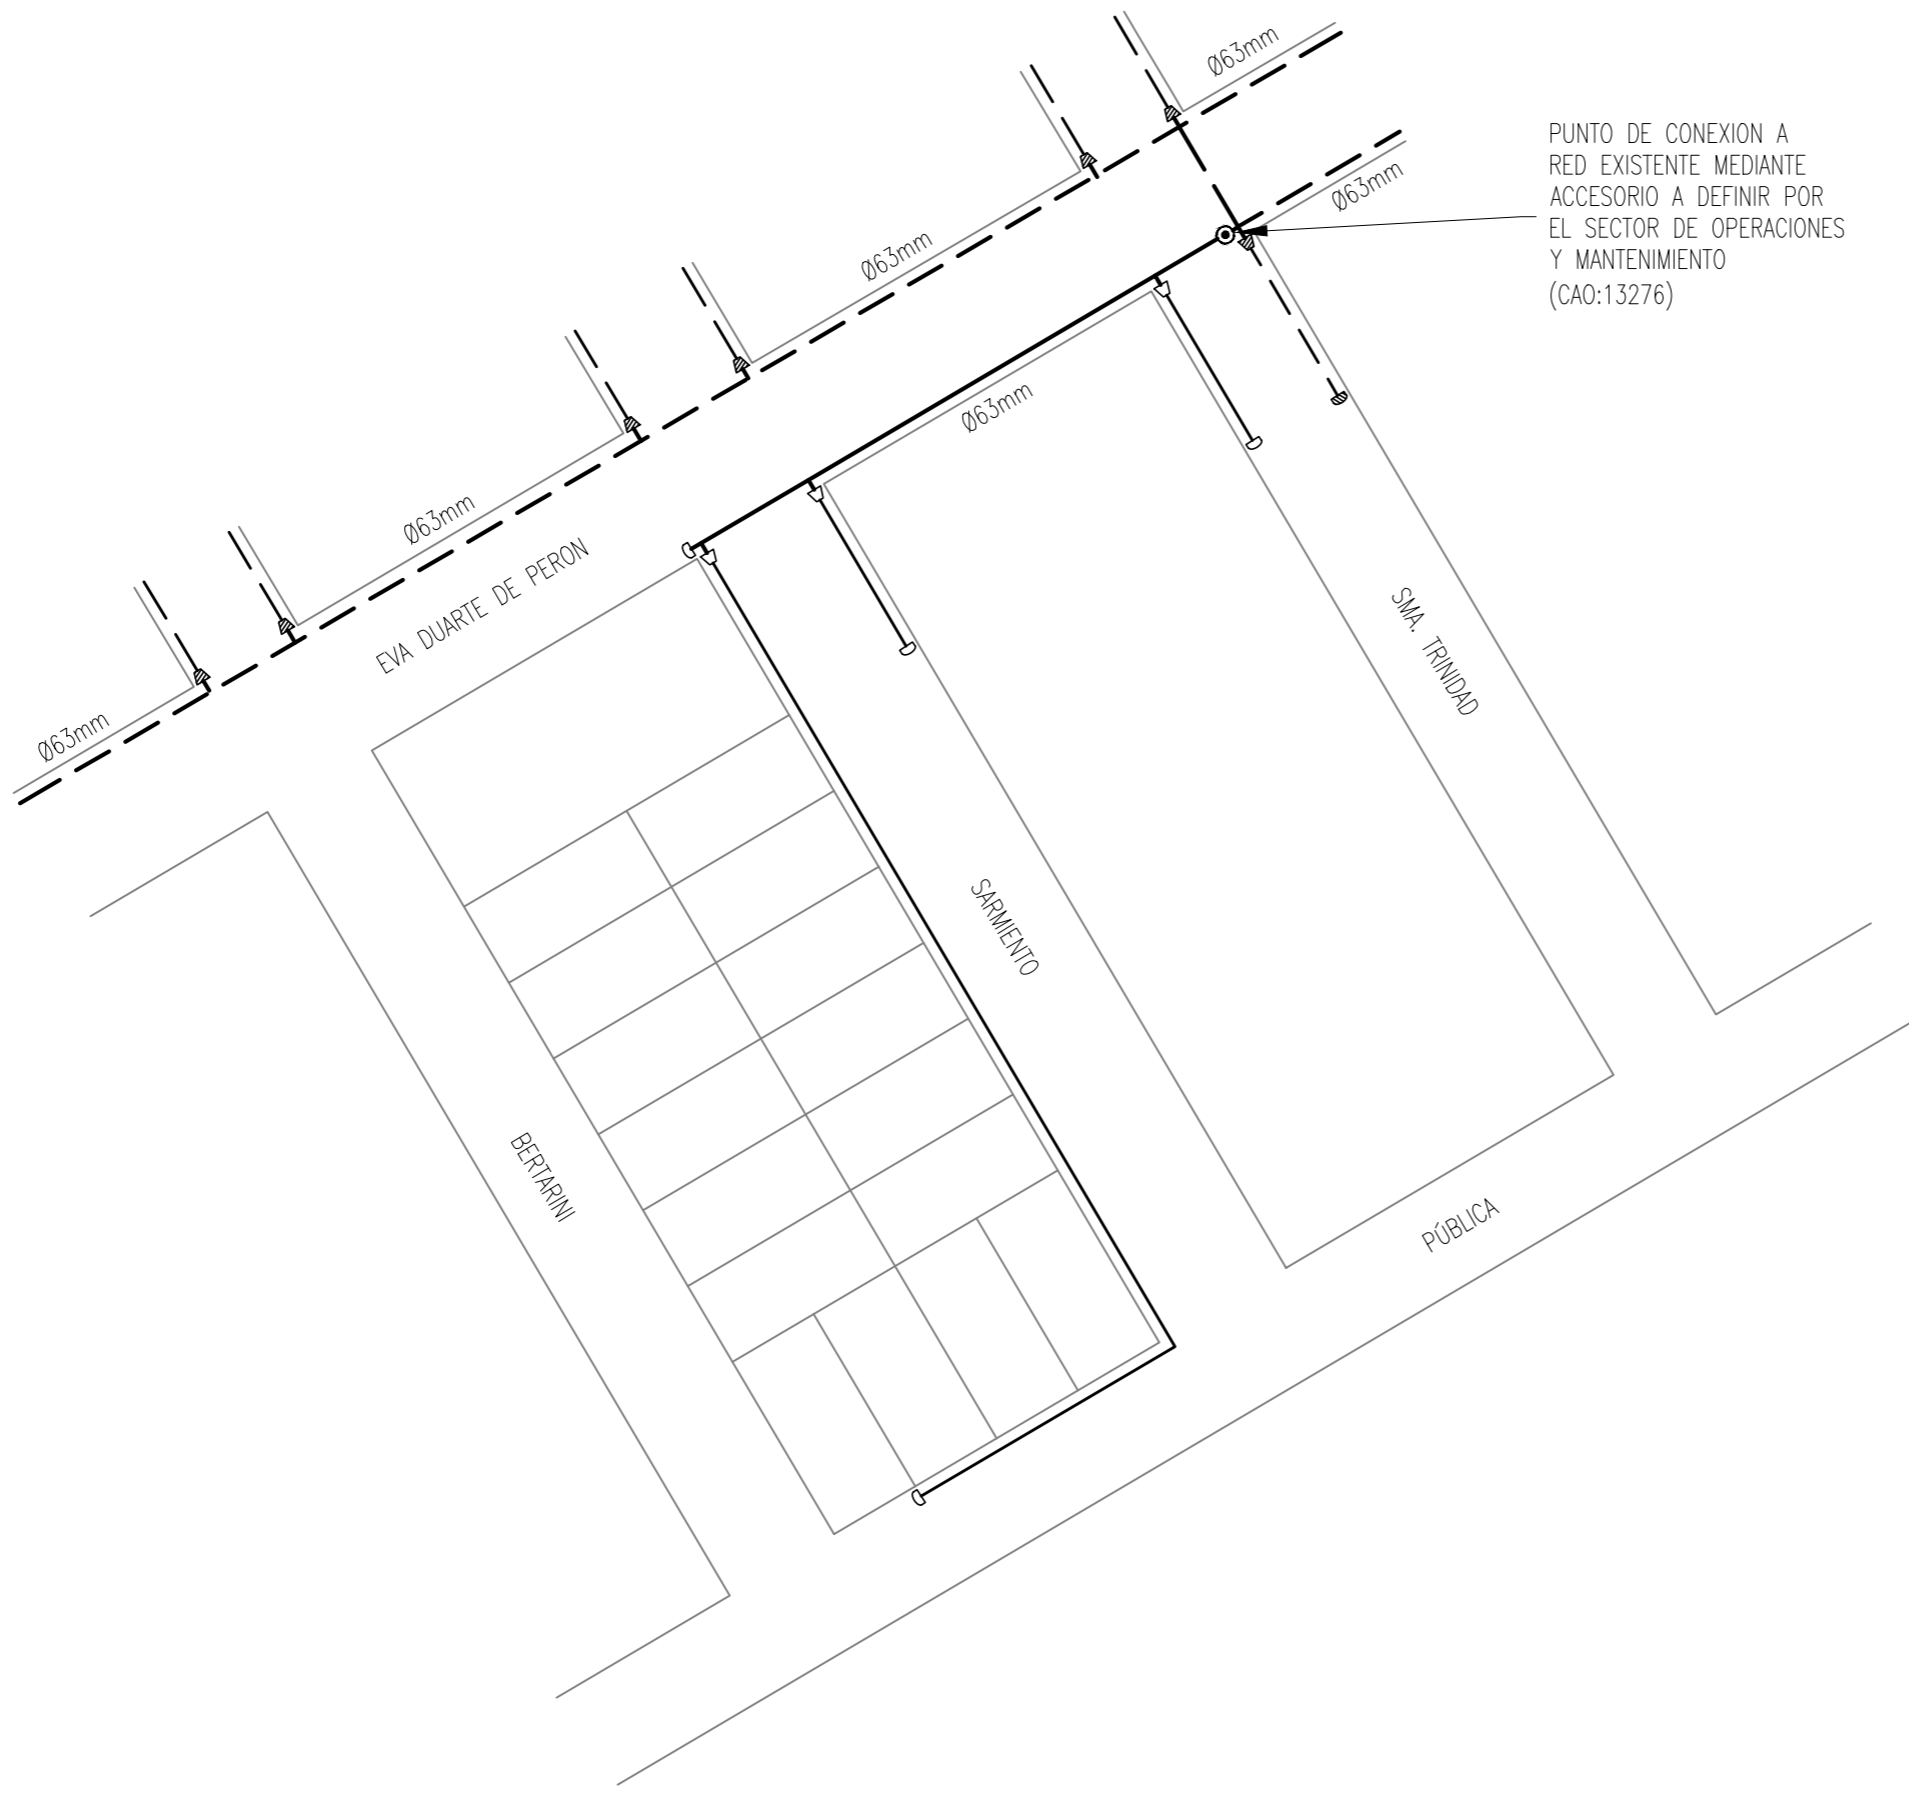 Ø63mm
PUNTO DE CONEXION A
RED EXISTENTE MEDIANTE
ACCESORIO A DEFINIR POR
EL SECTOR DE OPERACIONES
Y MANTENIMIENTO
(CAO:13276)
Ø63mm
Ø63mm
Ø63mm
Ø63mm
EVA DUARTE DE PERON
SMA. TRINIDAD
Ø63mm
SARMIENTO
BERTARINI
PÚBLICA